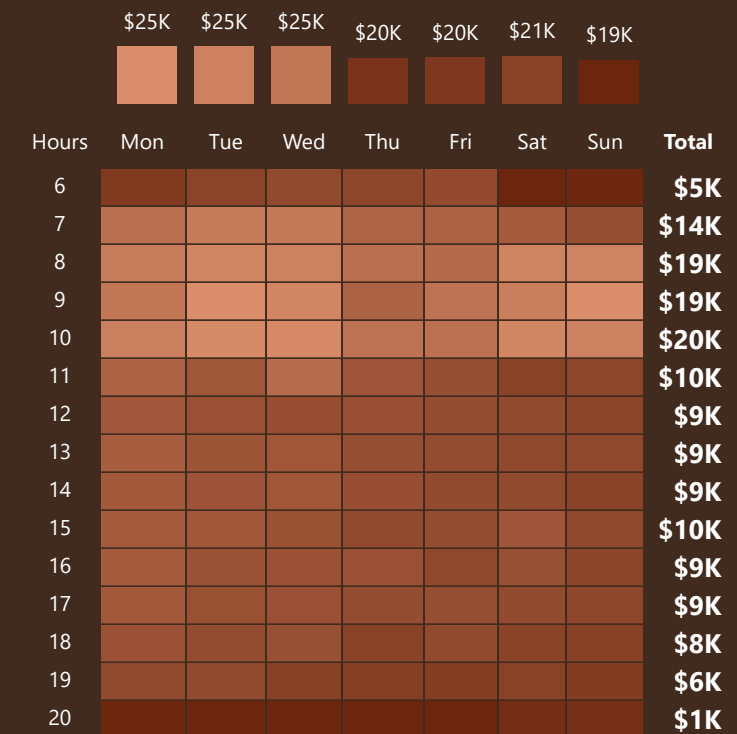 $25K $25K $25K $20K $20K $21K $19K
Hours Mon Tue Wed Thu Fri Sat Sun Total
6 $5K
7 $14K
8 $19K
9 $19K
10 $20K
11 $10K
12 $9K
13 $9K
14 $9K
15 $10K
16 $9K
17 $9K
18 $8K
19 $6K
20 $1K